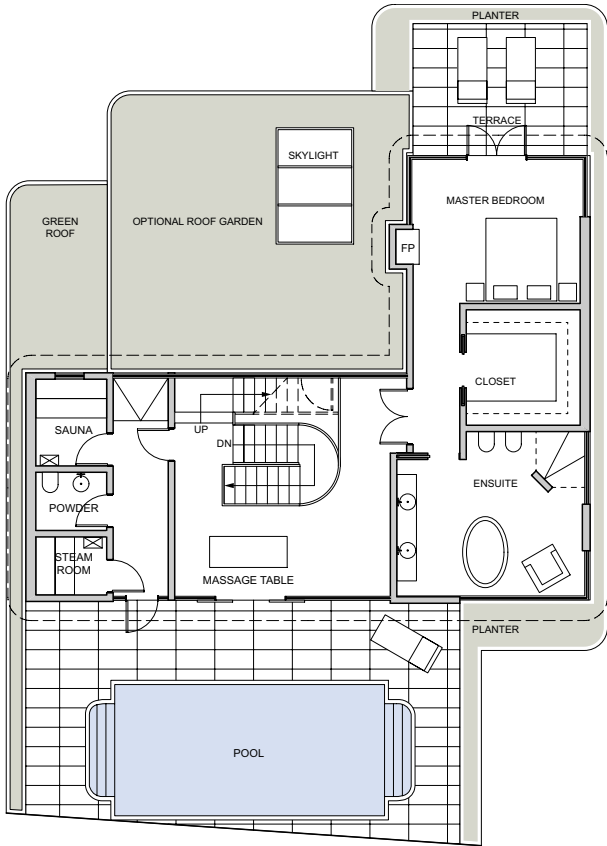 PLANTER
TERRACE
SKYLIGHT
MASTER BEDROOM
GREEN
ROOF
OPTIONAL ROOF GARDEN
FP
CLOSET
SAUNA
UP
DN
ENSUITE
POWDER
STEAM
ROOM
MASSAGE TABLE
PLANTER
POOL